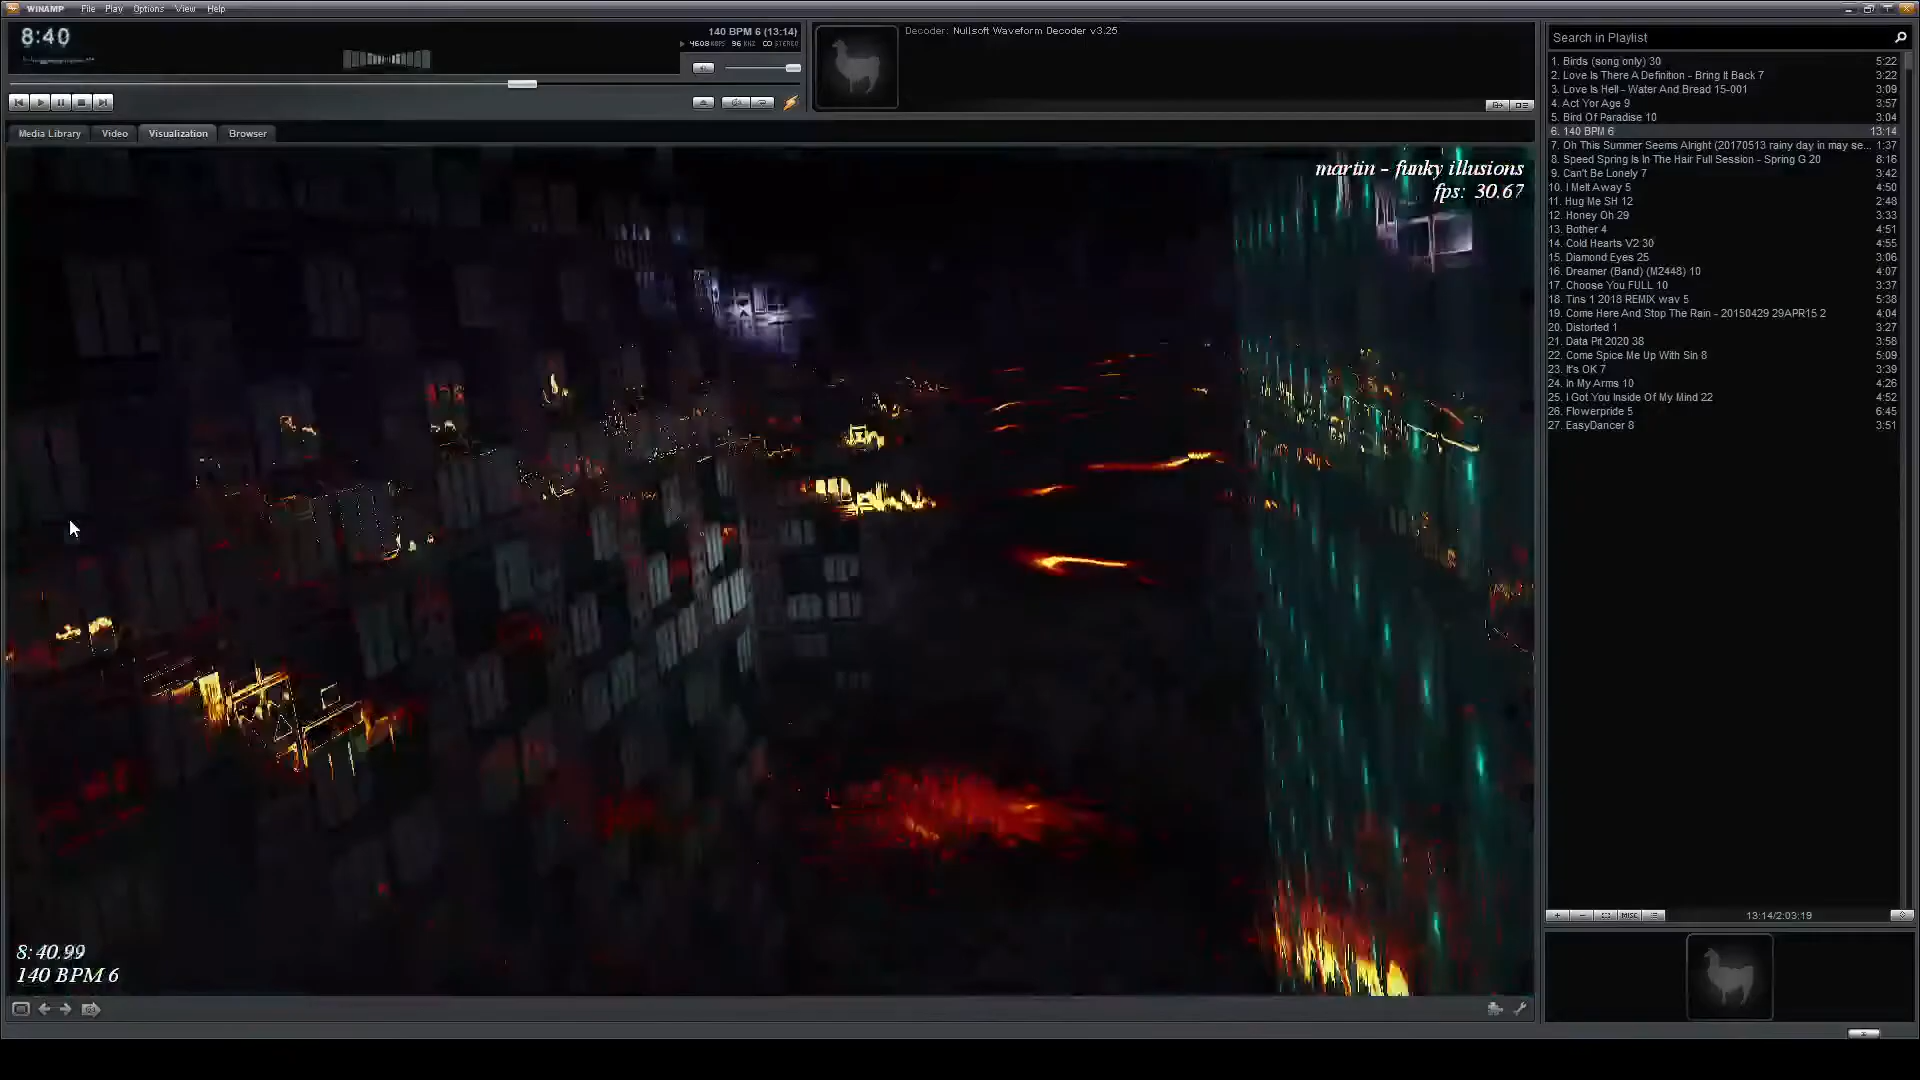 WINAMP File Play Options View Help
8:40
140 BPM 6 (13:14)
4608 KBPS 96 KHZ STEREO
Decoder: Nullsoft Waveform Decoder v3.25
Media Library Video Visualization Browser
martin - funky illusions
fps: 30.67
8:40.99
140 BPM 6
Search in Playlist
1. Birds (song only) 30 5:22
2. Love Is There A Definition - Bring It Back 7 3:22
3. Love Is Hell - Water And Bread 15-001 3:09
4. Act Yor Age 9 3:57
5. Bird Of Paradise 10 3:04
6. 140 BPM 6 13:14
7. Oh This Summer Seems Alright (20170513 rainy day in may se... 1:37
8. Speed Spring Is In The Hair Full Session - Spring G 20 8:16
9. Can't Be Lonely 7 3:42
10. I Melt Away 5 4:50
11. Hug Me SH 12 2:48
12. Honey Oh 29 3:33
13. Bother 4 4:51
14. Cold Hearts V2 30 4:55
15. Diamond Eyes 25 3:06
16. Dreamer (Band) (M2448) 10 4:07
17. Choose You FULL 10 3:37
18. Tins 1 2018 REMIX wav 5 5:38
19. Come Here And Stop The Rain - 20150429 29APR15 2 4:04
20. Distorted 1 3:27
21. Data Pit 2020 38 3:58
22. Come Spice Me Up With Sin 8 5:09
23. It's OK 7 3:39
24. In My Arms 10 4:26
25. I Got You Inside Of My Mind 22 4:52
26. Flowerpride 5 6:45
27. EasyDancer 8 3:51
MISC 13:14/2:03:19